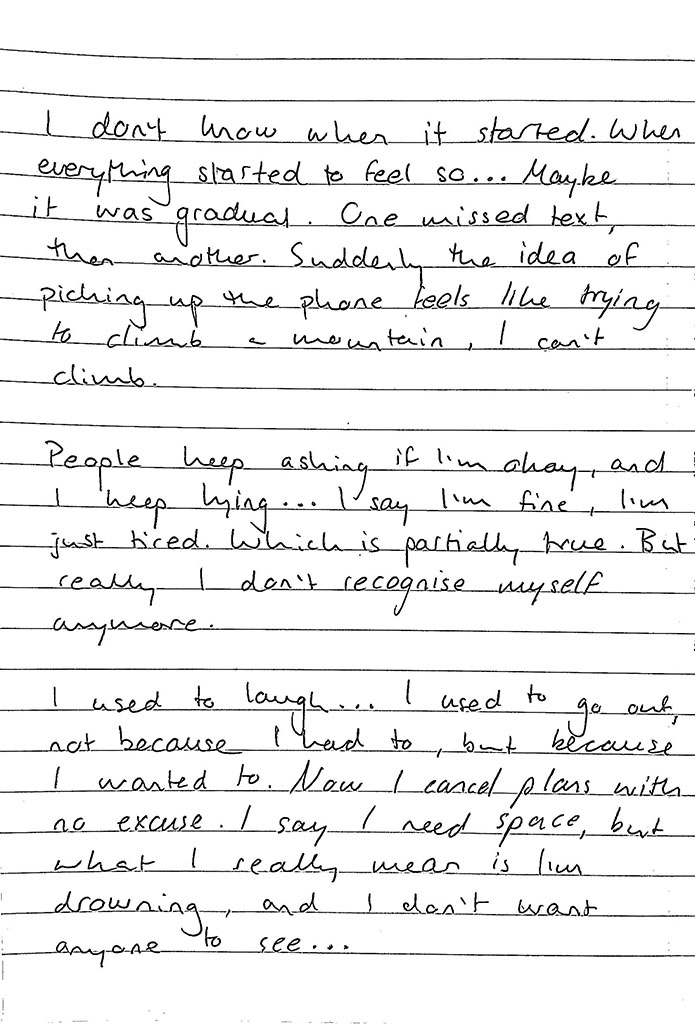 I don't know when it started. When
everything started to feel so... Maybe
it was gradual. One missed text,
then another. Suddenly the idea of
picking up the phone feels like trying
to climb a mountain, I can't
climb.
People keep asking if I'm okay, and
I keep lying... I say I'm fine, I'm
just tired. Which is partially true. But
really I don't recognise myself
anymore.
I used to laugh... I used to go out,
not because I had to, but because
I wanted to. Now I cancel plans with
no excuse. I say I need space, but
what I really mean is I'm
drowning, and I don't want
anyone to see...